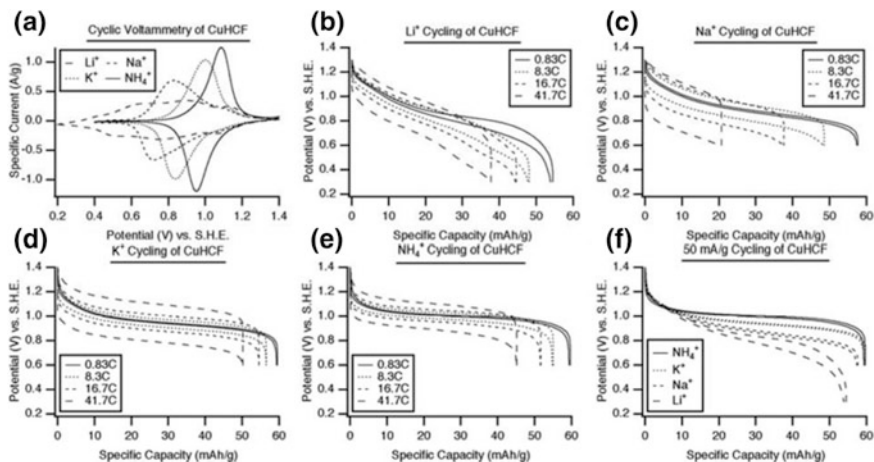 (a) Cyclic Voltammetry of CuHCF
Li⁺ Na⁺
K⁺ NH₄⁺
Specific Current (A/g)
1.0
0.5
0.0
-0.5
-1.0
0.2 0.4 0.6 0.8 1.0 1.2 1.4
Potential (V) vs. S.H.E.
(b) Li⁺ Cycling of CuHCF
0.83C
8.3C
16.7C
41.7C
Potential (V) vs. S.H.E.
1.4
1.2
1.0
0.8
0.6
0.4
0.2
0 10 20 30 40 50 60
Specific Capacity (mAh/g)
(c) Na⁺ Cycling of CuHCF
0.83C
8.3C
16.7C
41.7C
Potential (V) vs. S.H.E.
1.4
1.2
1.0
0.8
0.6
0.4
0.2
0 10 20 30 40 50 60
Specific Capacity (mAh/g)
(d) K⁺ Cycling of CuHCF
Potential (V) vs. S.H.E.
1.4
1.2
1.0
0.8
0.6
0.4
0.2
0.83C
8.3C
16.7C
41.7C
0 10 20 30 40 50 60
Specific Capacity (mAh/g)
(e) NH₄⁺ Cycling of CuHCF
Potential (V) vs. S.H.E.
1.4
1.2
1.0
0.8
0.6
0.4
0.2
0.83C
8.3C
16.7C
41.7C
0 10 20 30 40 50 60
Specific Capacity (mAh/g)
(f) 50 mA/g Cycling of CuHCF
Potential (V) vs. S.H.E.
1.4
1.2
1.0
0.8
0.6
0.4
0.2
NH₄⁺
K⁺
Na⁺
Li⁺
0 10 20 30 40 50 60
Specific Capacity (mAh/g)